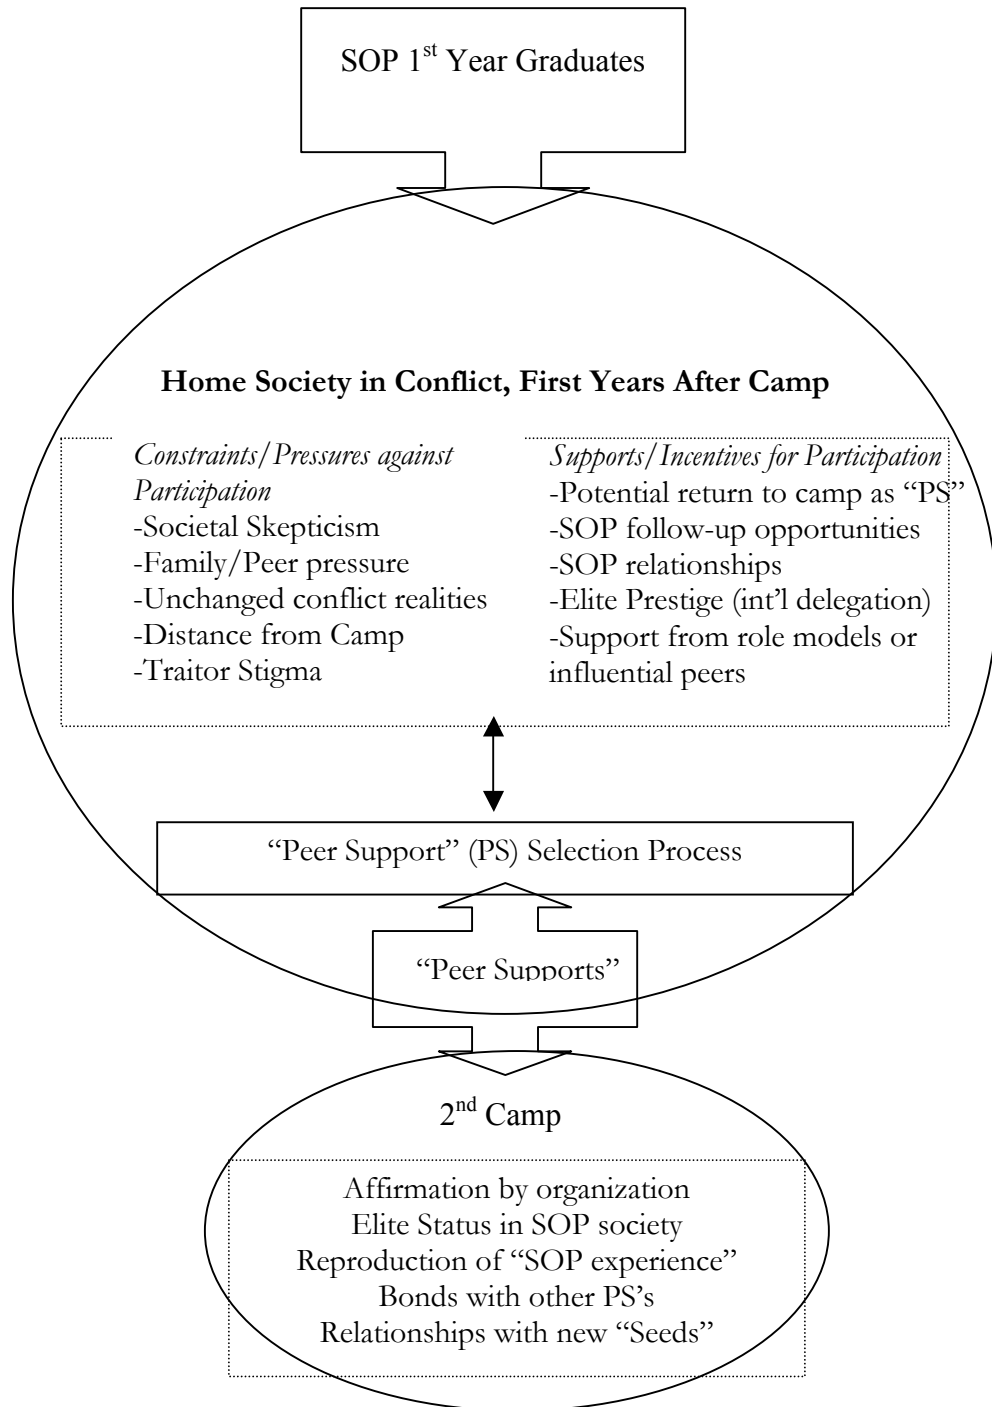 SOP 1st Year Graduates
Home Society in Conflict, First Years After Camp
Constraints/Pressures against
Participation
-Societal Skepticism
-Family/Peer pressure
-Unchanged conflict realities
-Distance from Camp
-Traitor Stigma
Supports/Incentives for Participation
-Potential return to camp as “PS”
-SOP follow-up opportunities
-SOP relationships
-Elite Prestige (int’l delegation)
-Support from role models or
influential peers
“Peer Support” (PS) Selection Process
“Peer Supports”
2nd Camp
Affirmation by organization
Elite Status in SOP society
Reproduction of “SOP experience”
Bonds with other PS’s
Relationships with new “Seeds”